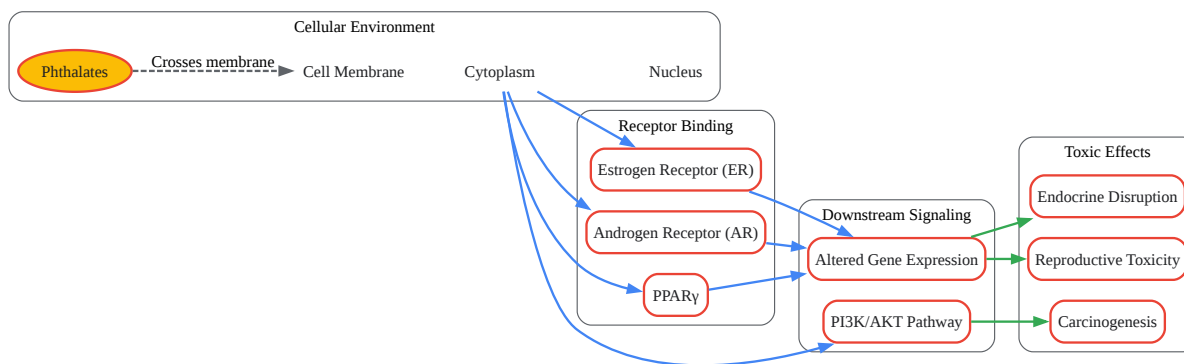 Cellular Environment
Phthalates
Crosses membrane
Cell Membrane
Cytoplasm
Nucleus
Receptor Binding
Estrogen Receptor (ER)
Androgen Receptor (AR)
PPARγ
Downstream Signaling
Altered Gene Expression
PI3K/AKT Pathway
Toxic Effects
Endocrine Disruption
Reproductive Toxicity
Carcinogenesis